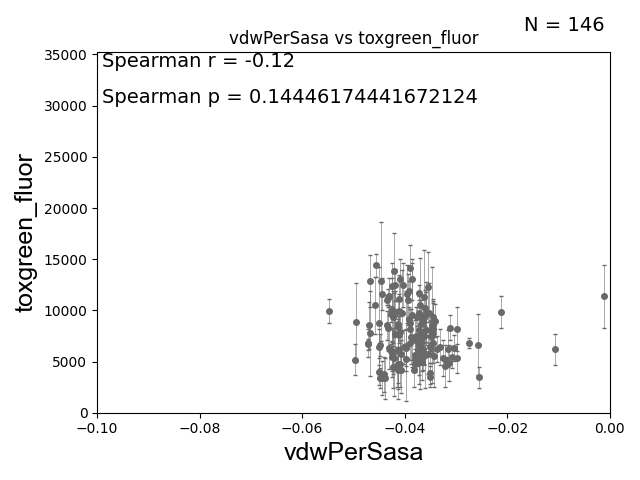 N = 146
vdwPerSasa vs toxgreen_fluor
Spearman r = -0.12
Spearman p = 0.14446174441672124
35000
30000
25000
20000
15000
10000
5000
0
toxgreen_fluor
−0.10 −0.08 −0.06 −0.04 −0.02 0.00
vdwPerSasa